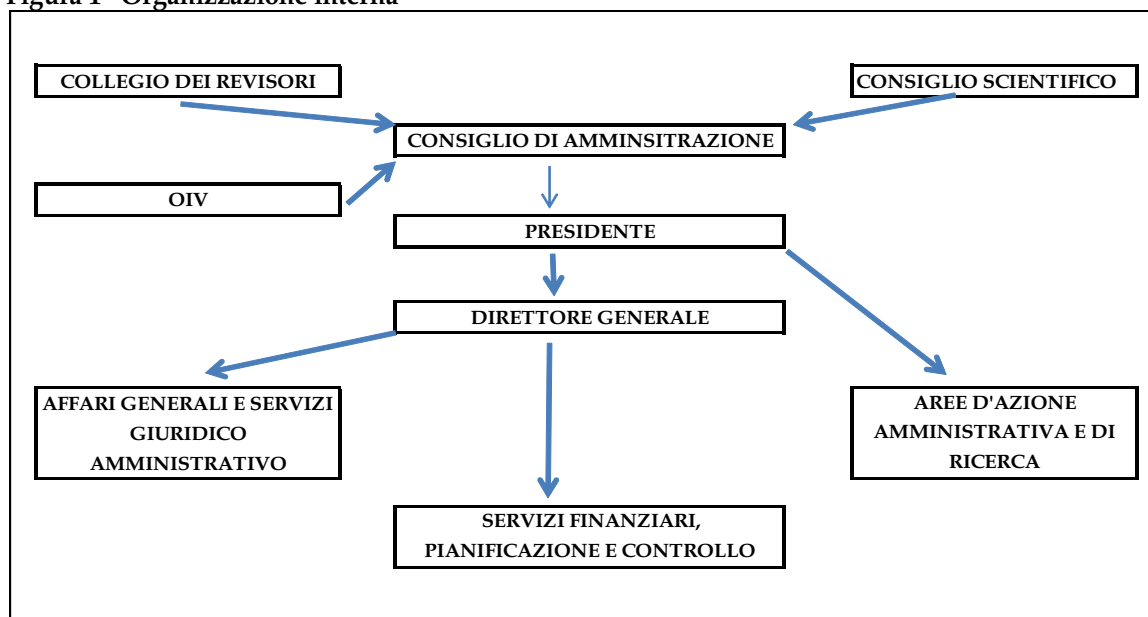 Figura 1 - Organizzazione interna
COLLEGIO DEI REVISORI
CONSIGLIO SCIENTIFICO
CONSIGLIO DI AMMINSITRAZIONE
OIV
PRESIDENTE
DIRETTORE GENERALE
AFFARI GENERALI E SERVIZI
GIURIDICO
AMMINISTRATIVO
AREE D'AZIONE
AMMINISTRATIVA E DI
RICERCA
SERVIZI FINANZIARI,
PIANIFICAZIONE E CONTROLLO